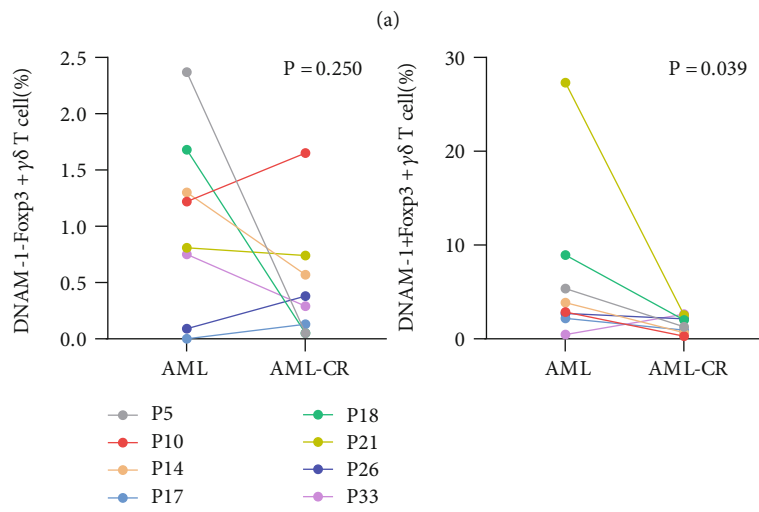 (a)
DNAM-1-Foxp3 + γδ T cell(%)
2.5
2.0
1.5
1.0
0.5
0.0
P = 0.250
AML
AML-CR
DNAM-1+Foxp3 + γδ T cell(%)
30
20
10
0
P = 0.039
AML
AML-CR
P5
P10
P14
P17
P18
P21
P26
P33